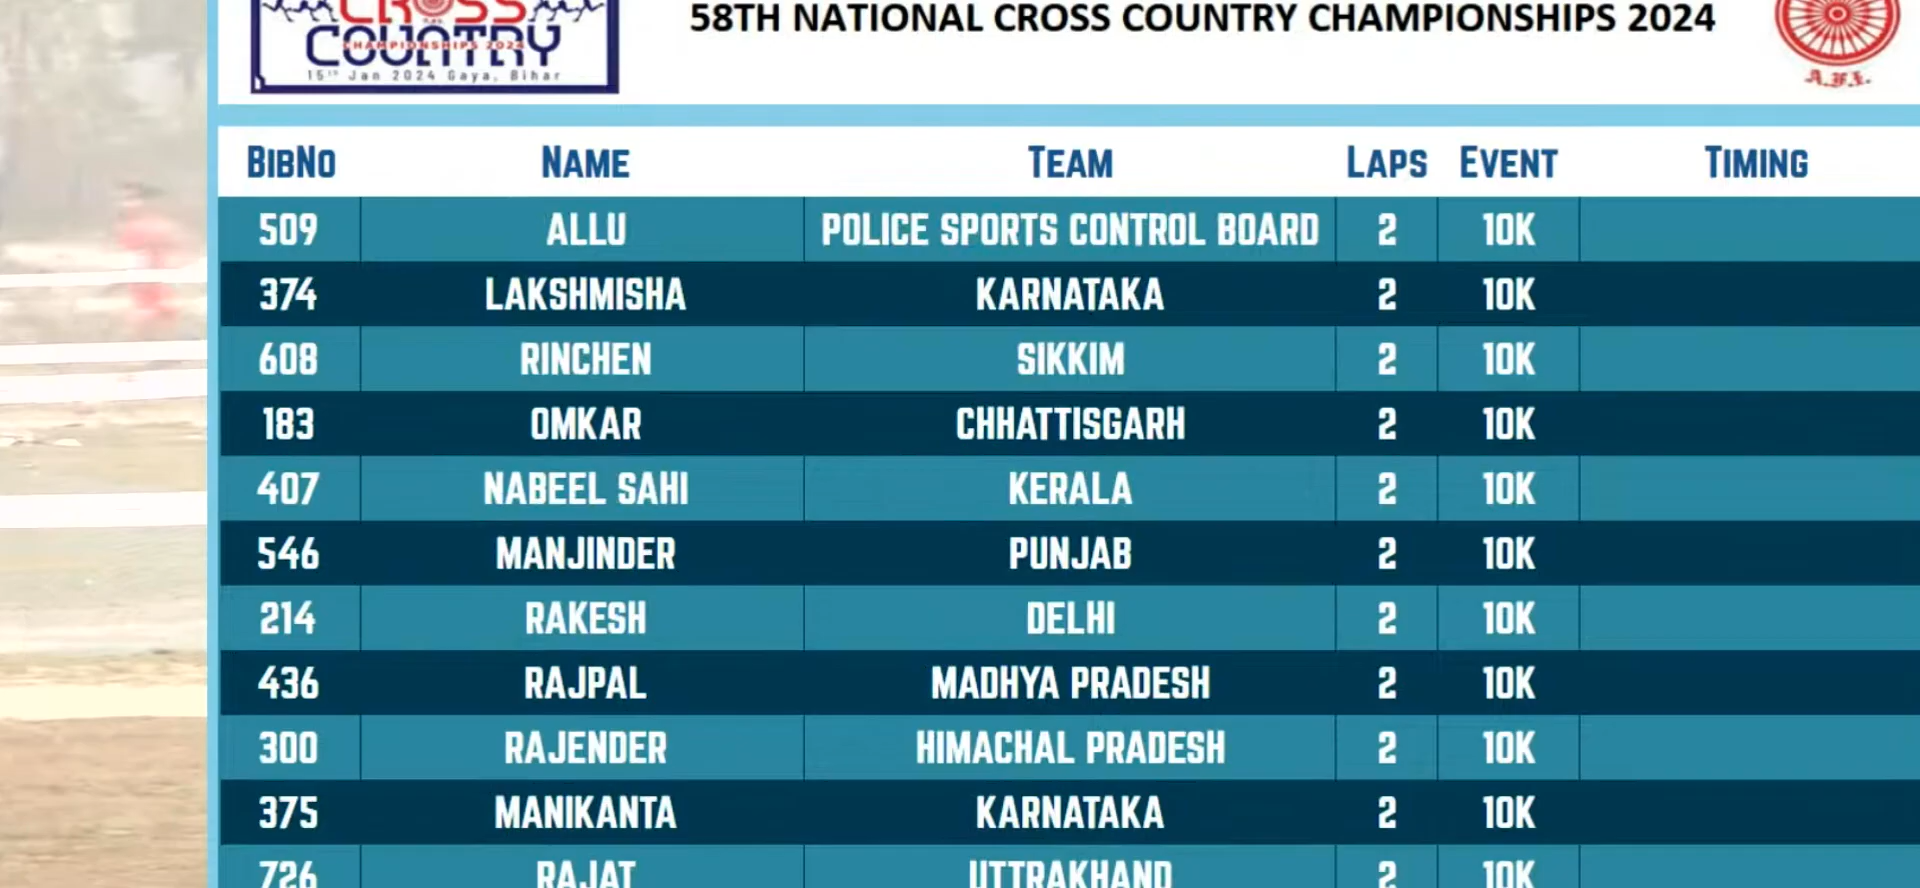 CROSS
58TH NATIONAL CROSS COUNTRY CHAMPIONSHIPS 2024
COUNTRY
CHAMPIONSHIPS 2024
15th Jan 2024 Gaya, Bihar
A.F.I.
BIBNO NAME TEAM LAPS EVENT TIMING
509 ALLU POLICE SPORTS CONTROL BOARD 2 10K
374 LAKSHMISHA KARNATAKA 2 10K
608 RINCHEN SIKKIM 2 10K
183 OMKAR CHHATTISGARH 2 10K
407 NABEEL SAHI KERALA 2 10K
546 MANJINDER PUNJAB 2 10K
214 RAKESH DELHI 2 10K
436 RAJPAL MADHYA PRADESH 2 10K
300 RAJENDER HIMACHAL PRADESH 2 10K
375 MANIKANTA KARNATAKA 2 10K
726 RAJAT UTTRAKHAND 2 10K